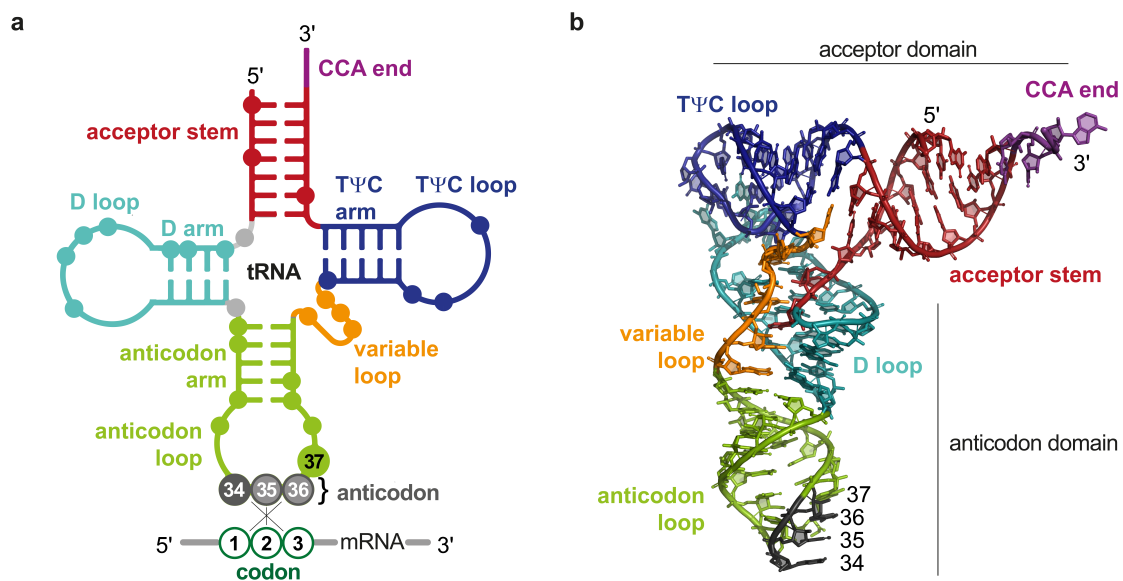 a
3'
CCA end
5'
acceptor stem
TΨC
arm
TΨC loop
D loop
D arm
tRNA
anticodon
arm
variable
loop
anticodon
loop
37
34 35 36 } anticodon
5' 1 2 3 mRNA 3'
codon
b
acceptor domain
CCA end
TΨC loop
5'
3'
acceptor stem
variable
loop
D loop
anticodon domain
anticodon
loop
37
36
35
34